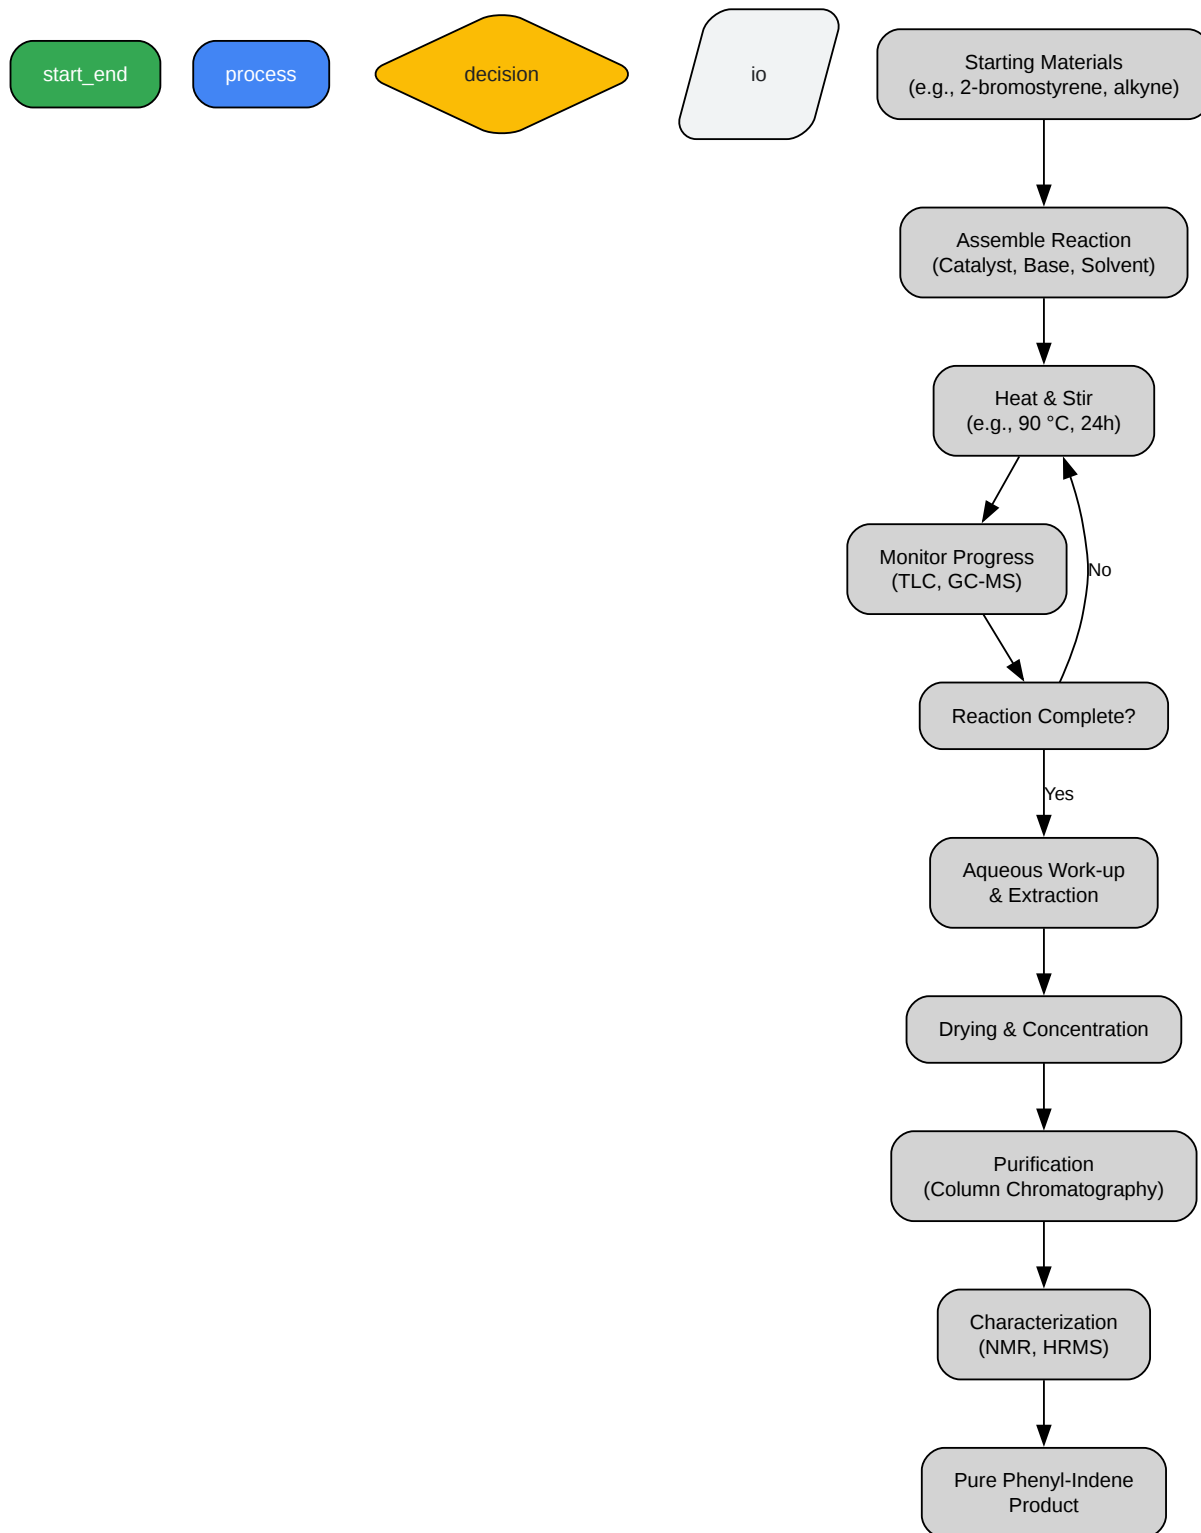 start_end
process
decision
io
Starting Materials
(e.g., 2-bromostyrene, alkyne)
Assemble Reaction
(Catalyst, Base, Solvent)
Heat & Stir
(e.g., 90 °C, 24h)
Monitor Progress
(TLC, GC-MS)
No
Reaction Complete?
Yes
Aqueous Work-up
& Extraction
Drying & Concentration
Purification
(Column Chromatography)
Characterization
(NMR, HRMS)
Pure Phenyl-Indene
Product